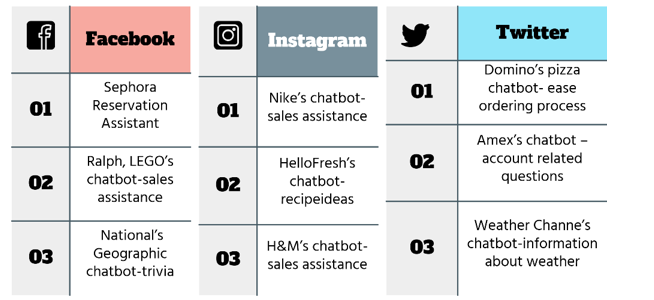 Facebook
01
Sephora
Reservation
Assistant
02
Ralph, LEGO's
chatbot-sales
assistance
03
National's
Geographic
chatbot-trivia
Instagram
01
Nike's chatbot-
sales assistance
02
HelloFresh's
chatbot-
recipeideas
03
H&M's chatbot-
sales assistance
Twitter
01
Domino's pizza
chatbot- ease
ordering process
02
Amex's chatbot –
account related
questions
03
Weather Channe's
chatbot-information
about weather